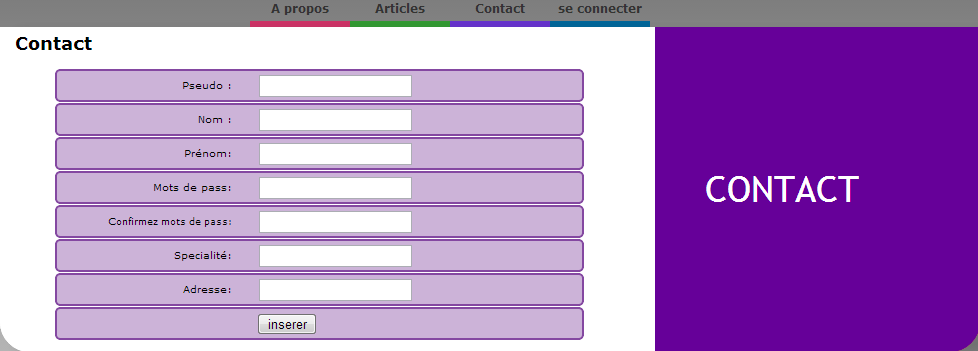 A propos Articles Contact se connecter
Contact
Pseudo :
Nom :
Prénom:
Mots de pass:
Confirmez mots de pass:
Specialité:
Adresse:
inserer
CONTACT